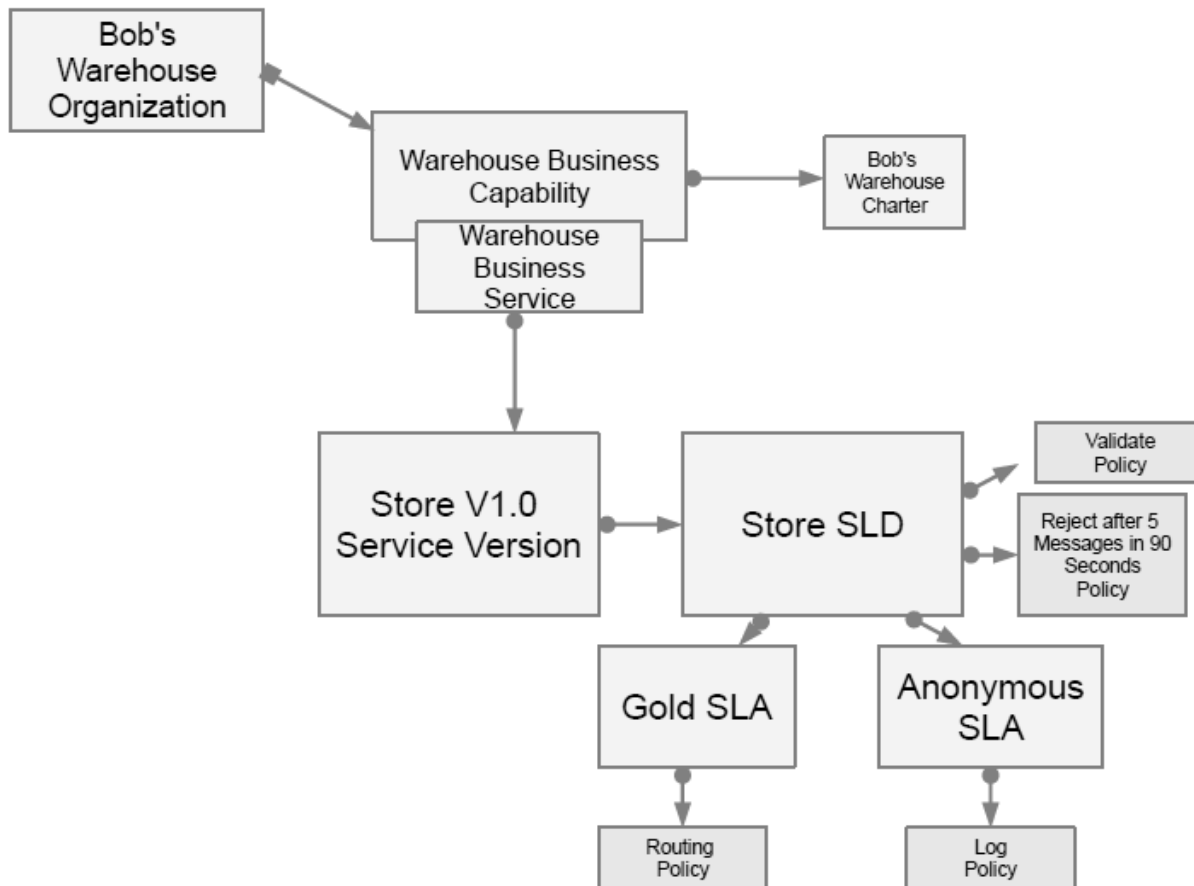 Bob's
Warehouse
Organization
Warehouse Business
Capability
Bob's
Warehouse
Charter
Warehouse
Business
Service
Store V1.0
Service Version
Store SLD
Validate
Policy
Reject after 5
Messages in 90
Seconds
Policy
Gold SLA
Anonymous
SLA
Routing
Policy
Log
Policy